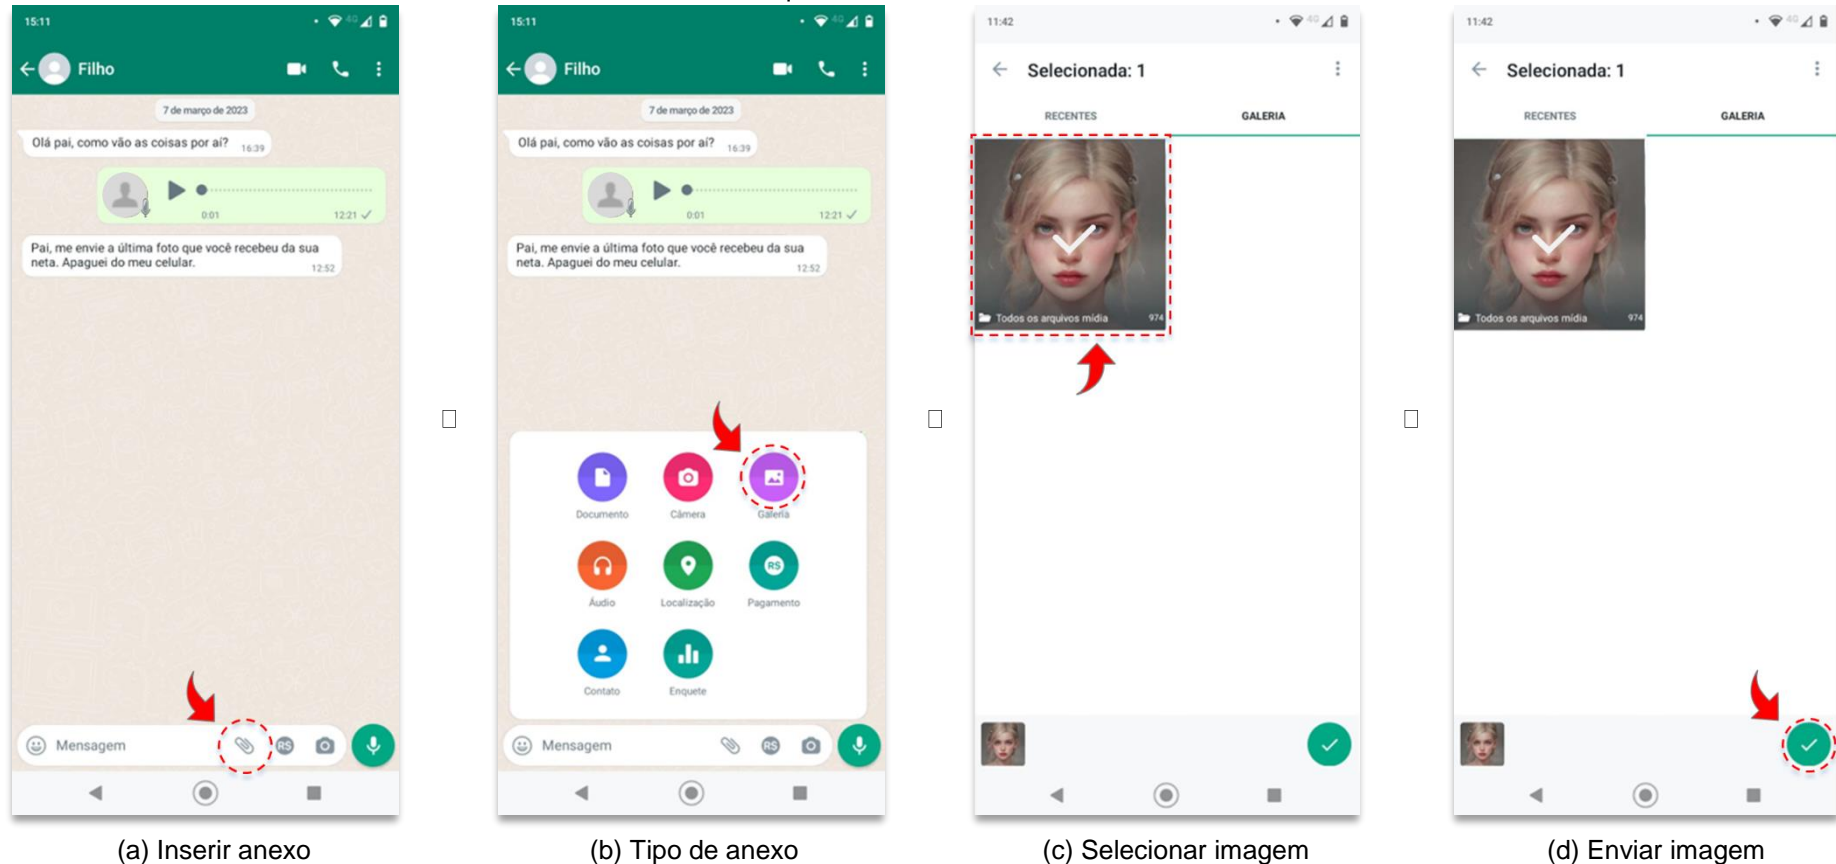 15:11
4G
Filho
7 de março de 2023
Olá pai, como vão as coisas por aí? 16:39
0:01 12:21
Pai, me envie a última foto que você recebeu da sua
neta. Apaguei do meu celular. 12:52
Mensagem
R$
(a) Inserir anexo
15:11
4G
Filho
7 de março de 2023
Olá pai, como vão as coisas por aí? 16:39
0:01 12:21
Pai, me envie a última foto que você recebeu da sua
neta. Apaguei do meu celular. 12:52
Documento Câmera Galeria
R$
Áudio Localização Pagamento
Contato Enquete
Mensagem
R$
(b) Tipo de anexo
11:42
4G
Selecionada: 1
RECENTES GALERIA
Todos os arquivos mídia 974
(c) Selecionar imagem
11:42
4G
Selecionada: 1
RECENTES GALERIA
Todos os arquivos mídia 974
(d) Enviar imagem